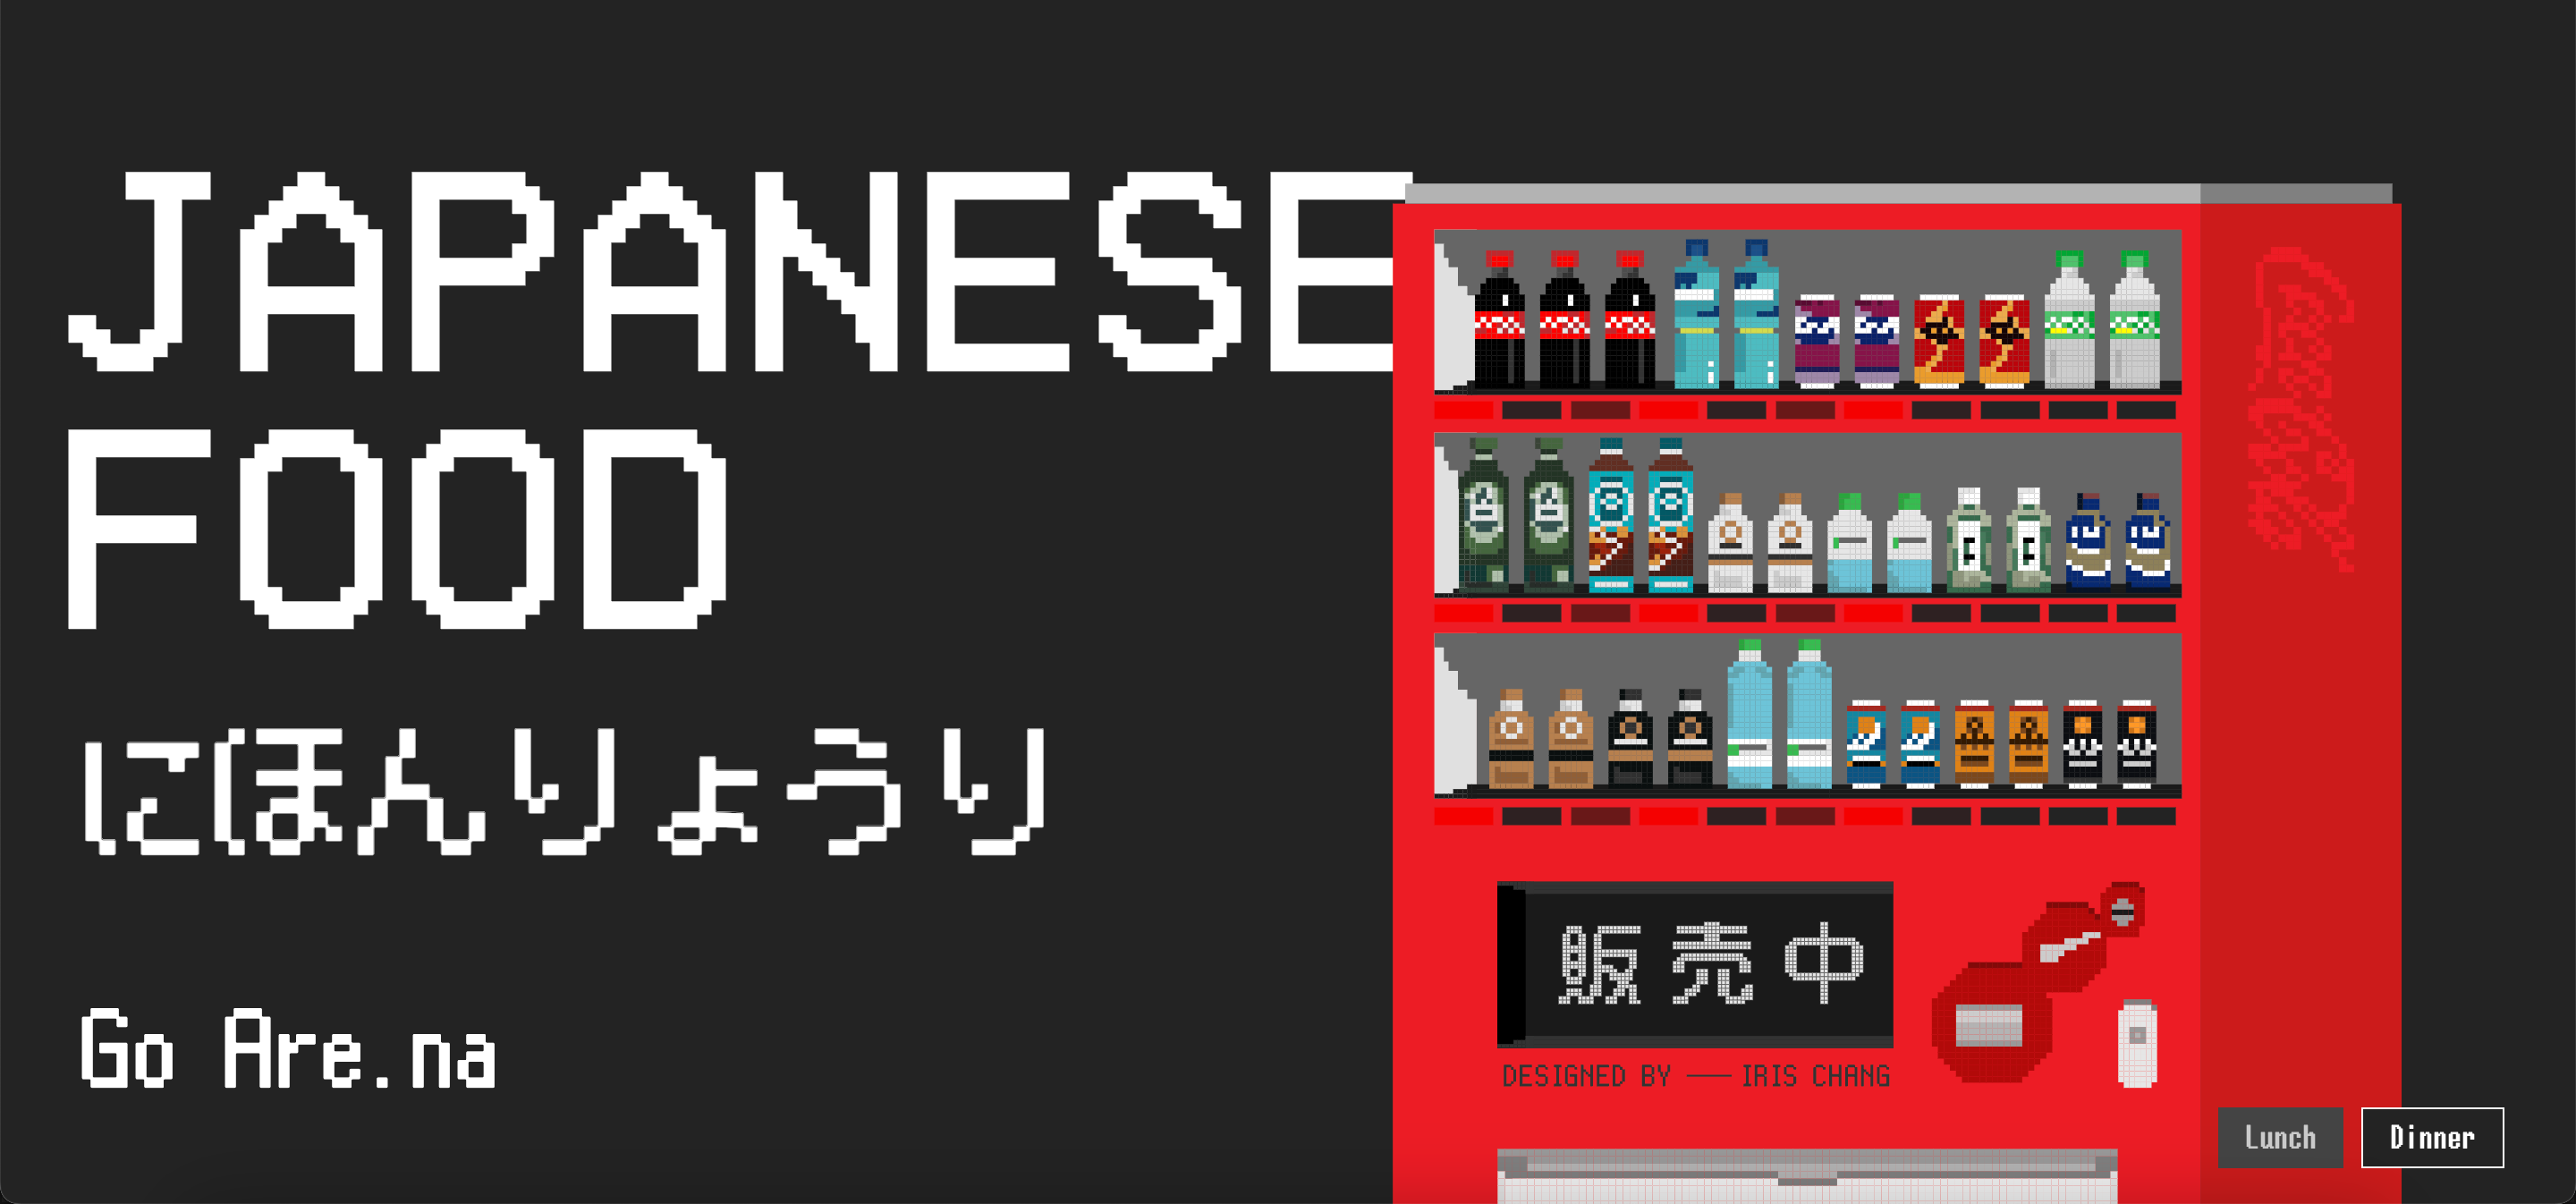 JAPANESE
FOOD
にほんりょうり
Go Are.na
販売中
DESIGNED BY — IRIS CHANG
Lunch
Dinner